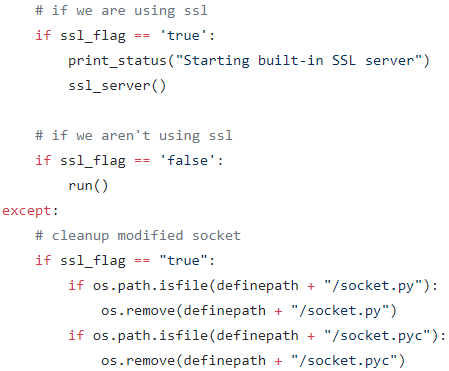 # if we are using ssl
if ssl_flag == 'true':
print_status("Starting built-in SSL server")
ssl_server()
# if we aren't using ssl
if ssl_flag == 'false':
run()
except:
# cleanup modified socket
if ssl_flag == "true":
if os.path.isfile(definepath + "/socket.py"):
os.remove(definepath + "/socket.py")
if os.path.isfile(definepath + "/socket.pyc"):
os.remove(definepath + "/socket.pyc")